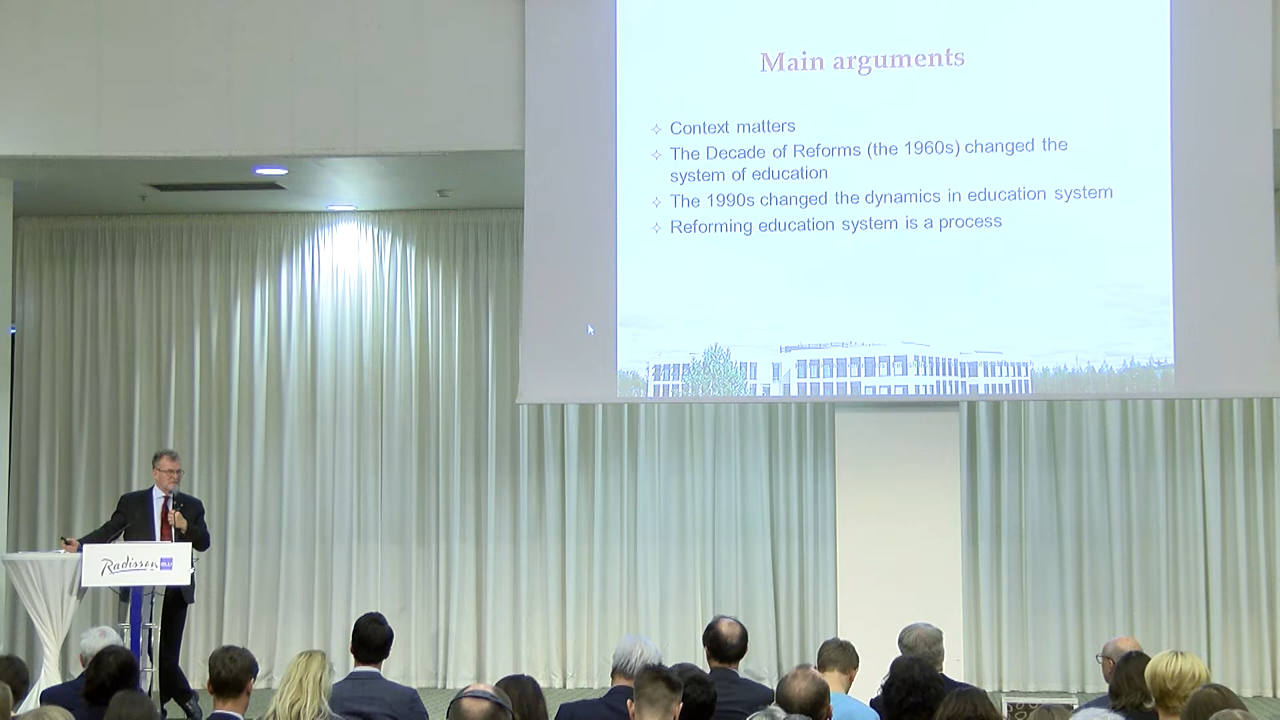 Main arguments
Context matters
The Decade of Reforms (the 1960s) changed the
system of education
The 1990s changed the dynamics in education system
Reforming education system is a process
Radisson BLU